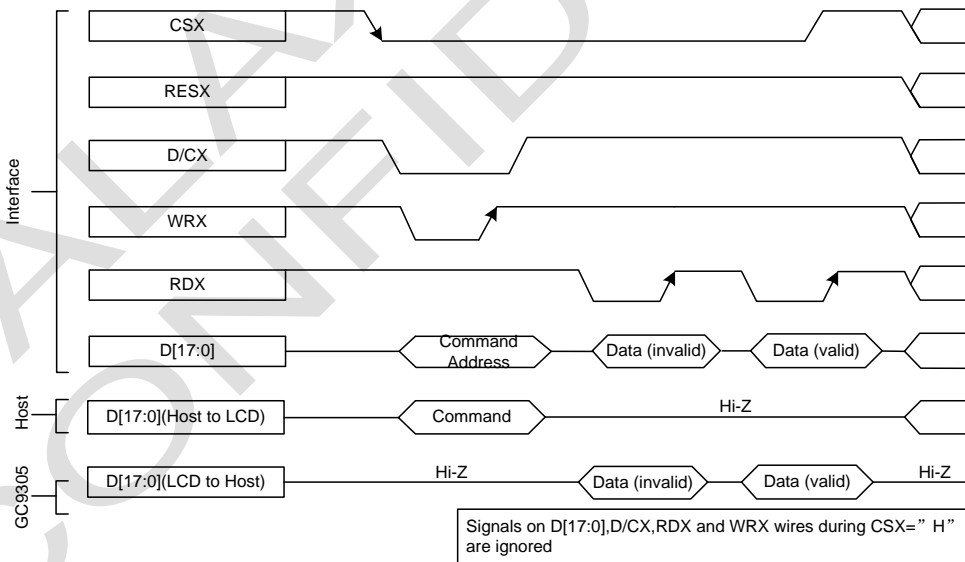 CSX
RESX
D/CX
WRX
RDX
D[17:0]
Command
Address
Data (invalid)
Data (valid)
Interface
Host
D[17:0](Host to LCD)
Command
Hi-Z
GC9305
D[17:0](LCD to Host)
Hi-Z
Data (invalid)
Data (valid)
Hi-Z
Signals on D[17:0],D/CX,RDX and WRX wires during CSX=” H”
are ignored